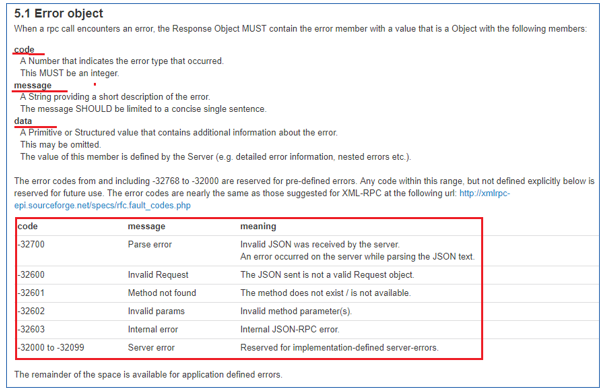 5.1 Error object
When a rpc call encounters an error, the Response Object MUST contain the error member with a value that is a Object with the following members:
code
A Number that indicates the error type that occurred.
This MUST be an integer.
message
A String providing a short description of the error.
The message SHOULD be limited to a concise single sentence.
data
A Primitive or Structured value that contains additional information about the error.
This may be omitted.
The value of this member is defined by the Server (e.g. detailed error information, nested errors etc.).
The error codes from and including -32768 to -32000 are reserved for pre-defined errors. Any code within this range, but not defined explicitly below is
reserved for future use. The error codes are nearly the same as those suggested for XML-RPC at the following url: http://xmlrpc-
epi.sourceforge.net/specs/rfc.fault_codes.php
code message meaning
-32700 Parse error Invalid JSON was received by the server.
An error occurred on the server while parsing the JSON text.
-32600 Invalid Request The JSON sent is not a valid Request object.
-32601 Method not found The method does not exist / is not available.
-32602 Invalid params Invalid method parameter(s).
-32603 Internal error Internal JSON-RPC error.
-32000 to -32099 Server error Reserved for implementation-defined server-errors.
The remainder of the space is available for application defined errors.